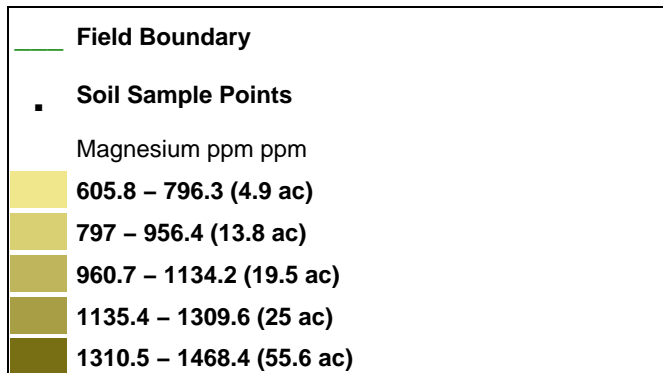 Field Boundary
Soil Sample Points
Magnesium ppm ppm
605.8 – 796.3 (4.9 ac)
797 – 956.4 (13.8 ac)
960.7 – 1134.2 (19.5 ac)
1135.4 – 1309.6 (25 ac)
1310.5 – 1468.4 (55.6 ac)